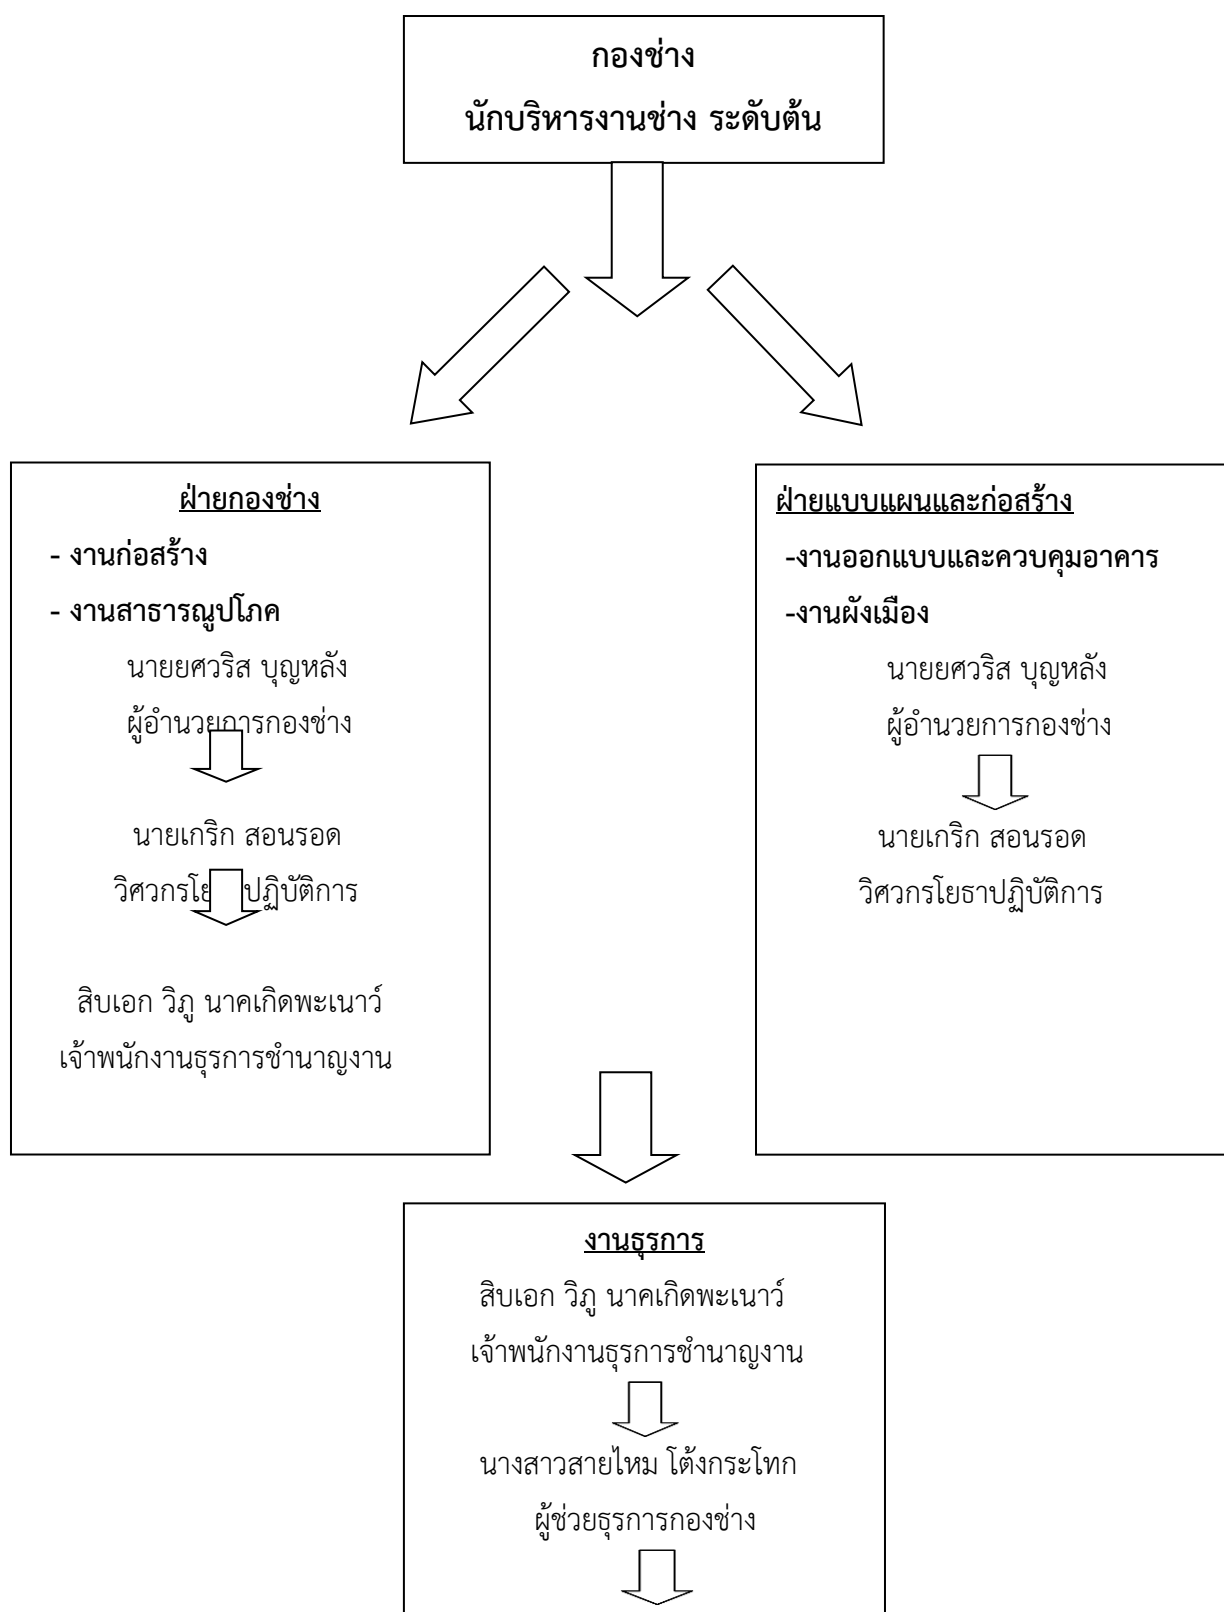 กองช่าง
นักบริหารงานช่าง ระดับต้น
ฝ่ายกองช่าง
- งานก่อสร้าง
- งานสาธารณูปโภค
นายยศวริส บุญหลัง
ผู้อำนวยการกองช่าง
นายเกริก สอนรอด
วิศวกรโย ปฏิบัติการ
สิบเอก วิภู นาคเกิดพะเนาว์
เจ้าพนักงานธุรการชำนาญงาน
ฝ่ายแบบแผนและก่อสร้าง
-งานออกแบบและควบคุมอาคาร
-งานผังเมือง
นายยศวริส บุญหลัง
ผู้อำนวยการกองช่าง
นายเกริก สอนรอด
วิศวกรโยธาปฏิบัติการ
งานธุรการ
สิบเอก วิภู นาคเกิดพะเนาว์
เจ้าพนักงานธุรการชำนาญงาน
นางสาวสายไหม โต้งกระโทก
ผู้ช่วยธุรการกองช่าง